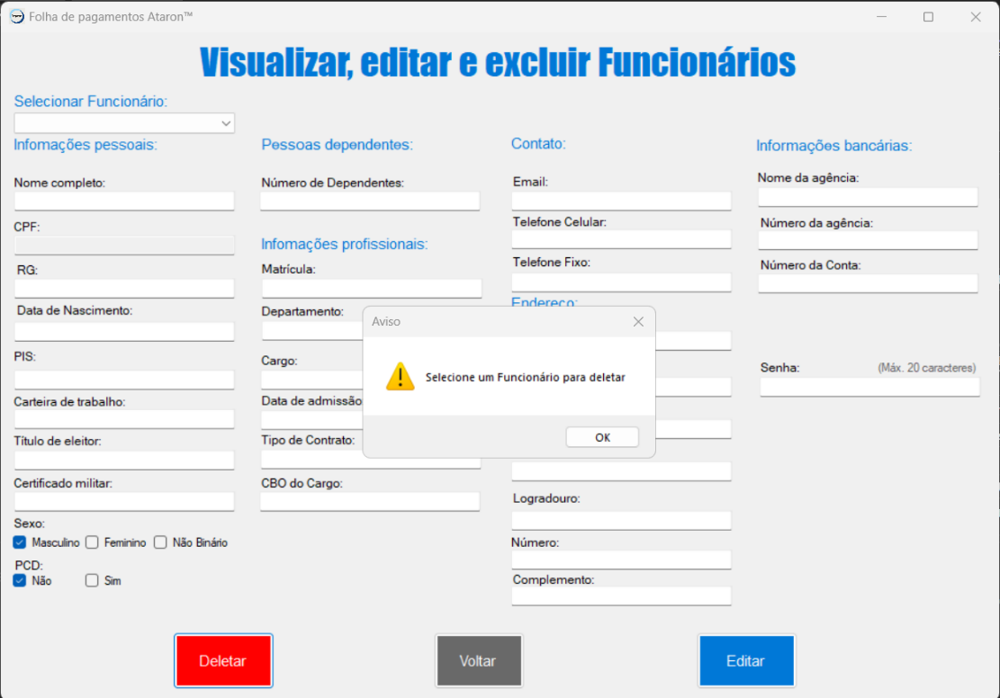 Folha de pagamentos Ataron™
Visualizar, editar e excluir Funcionários
Selecionar Funcionário:
Infomações pessoais:
Nome completo:
CPF:
RG:
Data de Nascimento:
PIS:
Carteira de trabalho:
Título de eleitor:
Certificado militar:
Sexo:
Masculino Feminino Não Binário
PCD:
Não Sim
Pessoas dependentes:
Número de Dependentes:
Infomações profissionais:
Matrícula:
Departamento:
Cargo:
Data de admissão
Tipo de Contrato:
CBO do Cargo:
Contato:
Email:
Telefone Celular:
Telefone Fixo:
Endereço:
Logradouro:
Número:
Complemento:
Informações bancárias:
Nome da agência:
Número da agência:
Número da Conta:
Senha: (Máx. 20 caracteres)
Aviso
Selecione um Funcionário para deletar
OK
Deletar
Voltar
Editar